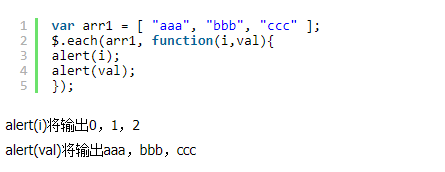 1 var arr1 = [ "aaa", "bbb", "ccc" ];
2 $.each(arr1, function(i,val){
3 alert(i);
4 alert(val);
5 });
alert(i)将输出0，1，2
alert(val)将输出aaa，bbb，ccc